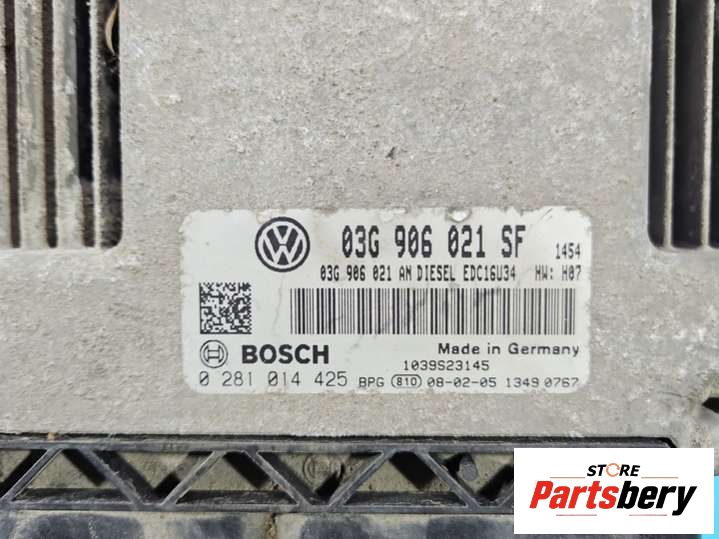 03G 906 021 SF 1454
03G 906 021 AN DIESEL EDC16U34 HW: H07
BOSCH Made in Germany
1039S23145
0 281 014 425 BPG 810 08-02-05 1349 0767
STORE
Partsbery